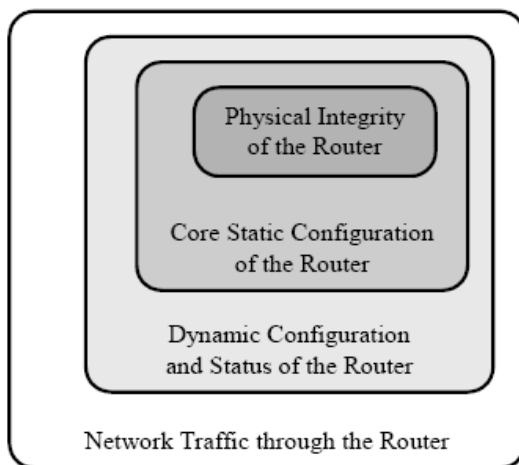 Physical Integrity
of the Router
Core Static Configuration
of the Router
Dynamic Configuration
and Status of the Router
Network Traffic through the Router